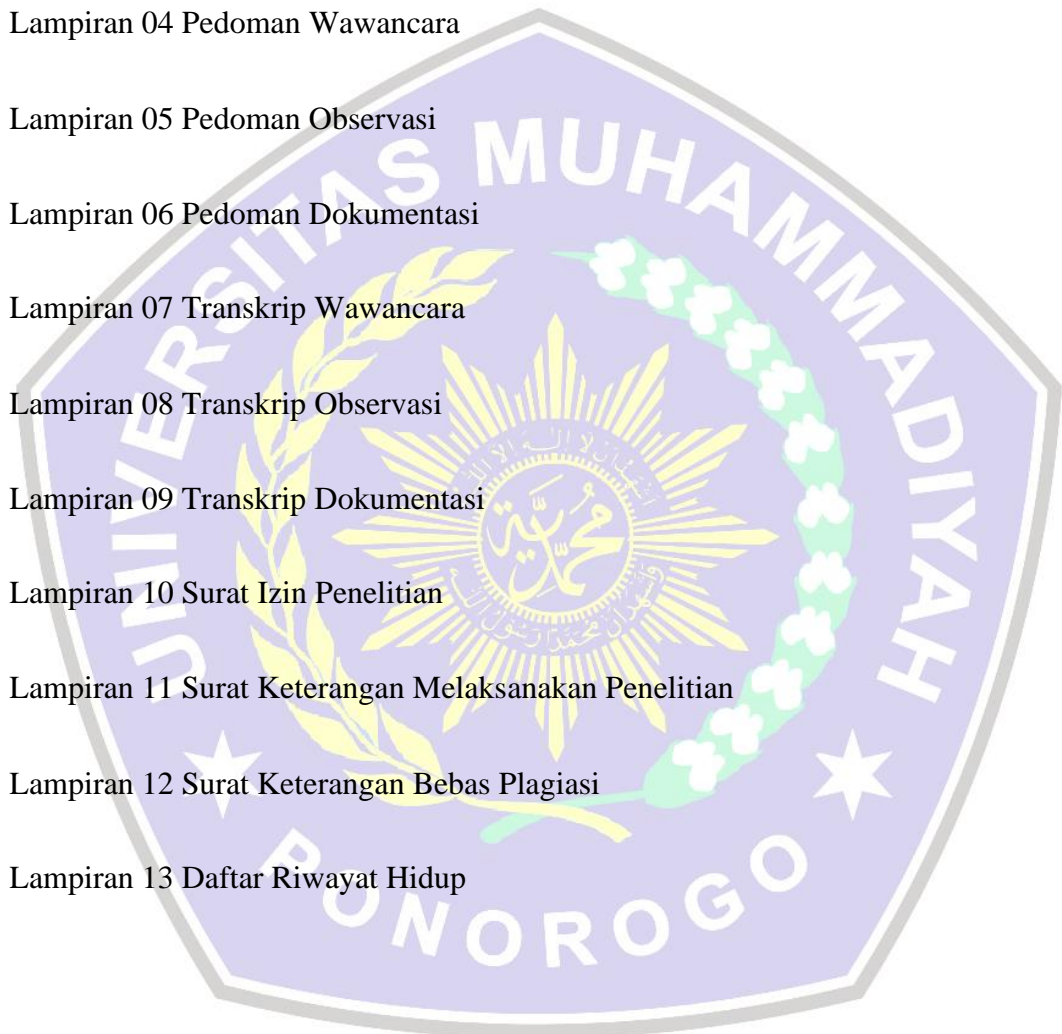 Lampiran 04 Pedoman Wawancara
Lampiran 05 Pedoman Observasi
Lampiran 06 Pedoman Dokumentasi
Lampiran 07 Transkrip Wawancara
Lampiran 08 Transkrip Observasi
Lampiran 09 Transkrip Dokumentasi
Lampiran 10 Surat Izin Penelitian
Lampiran 11 Surat Keterangan Melaksanakan Penelitian
Lampiran 12 Surat Keterangan Bebas Plagiasi
Lampiran 13 Daftar Riwayat Hidup
UNIVERSITAS MUHAMMADIYAH
PONOROGO
محمدية